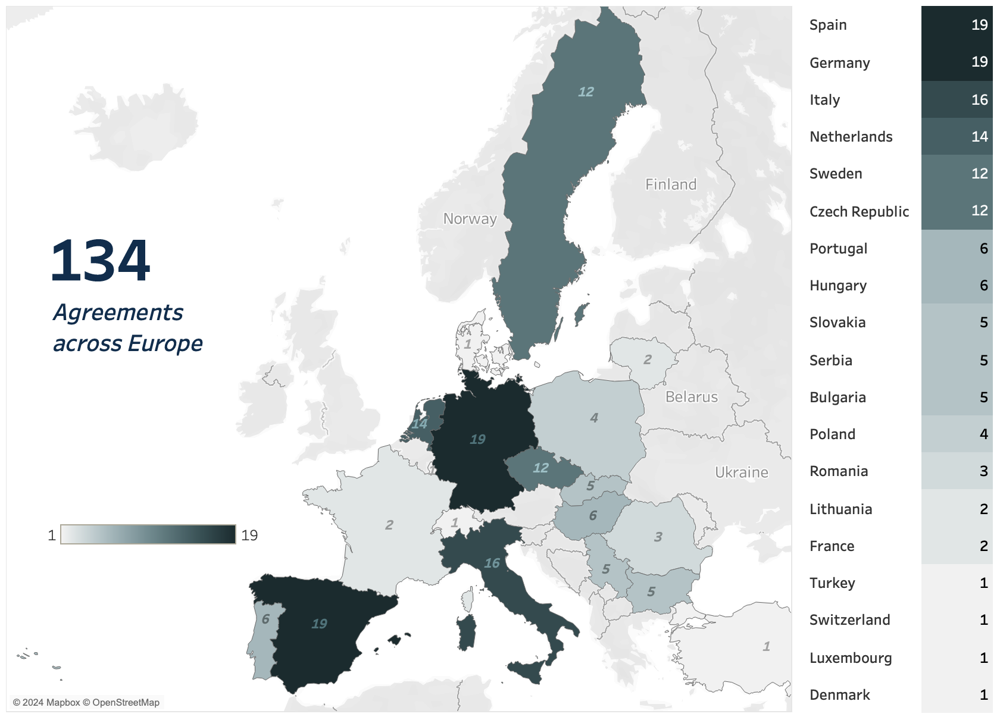 134
Agreements
across Europe
1 19
12
Finland
Norway
1
2
Belarus
4
14
19
12
1
Ukraine
5
6
2
1
3
16
5
5
6
19
1
© 2024 Mapbox © OpenStreetMap
Spain 19
Germany 19
Italy 16
Netherlands 14
Sweden 12
Czech Republic 12
Portugal 6
Hungary 6
Slovakia 5
Serbia 5
Bulgaria 5
Poland 4
Romania 3
Lithuania 2
France 2
Turkey 1
Switzerland 1
Luxembourg 1
Denmark 1